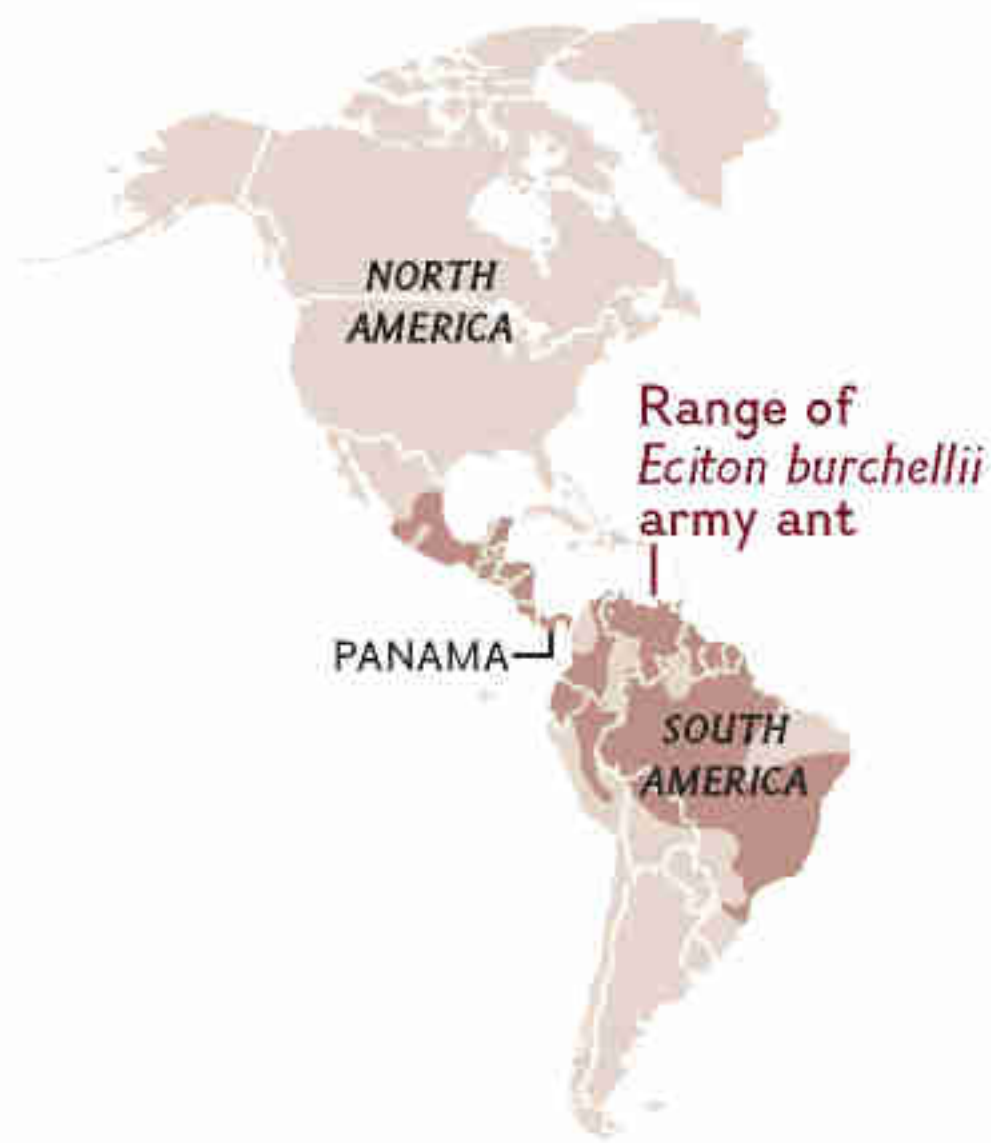 NORTH
AMERICA
Range of
Eciton burchellii
army ant
PANAMA
SOUTH
AMERICA